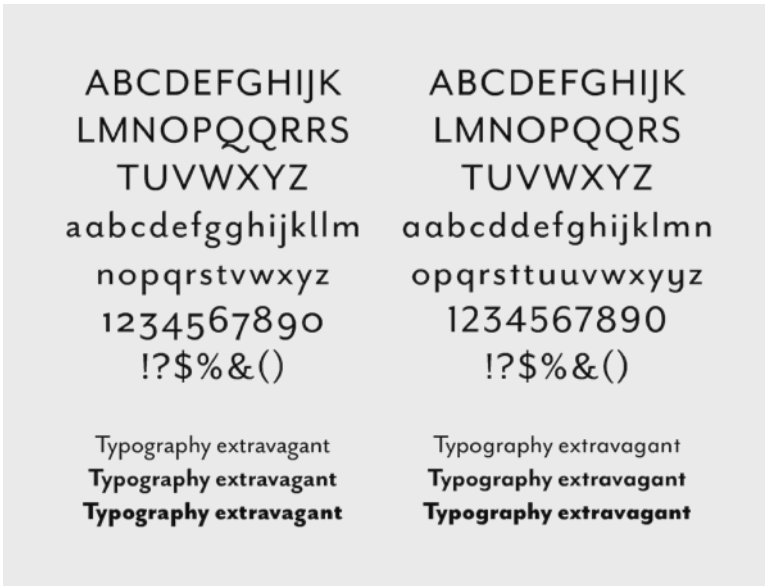 ABCDEFGHIJK
LMNOPQQRRS
TUVWXYZ
aabcdefgghijkllm
nopqrstvwxyz
1234567890
!?$%&()
Typography extravagant
Typography extravagant
Typography extravagant
ABCDEFGHIJK
LMNOPQQRS
TUVWXYZ
aabcddefghijklmn
opqrsttuuvwxyyz
1234567890
!?$%&()
Typography extravagant
Typography extravagant
Typography extravagant